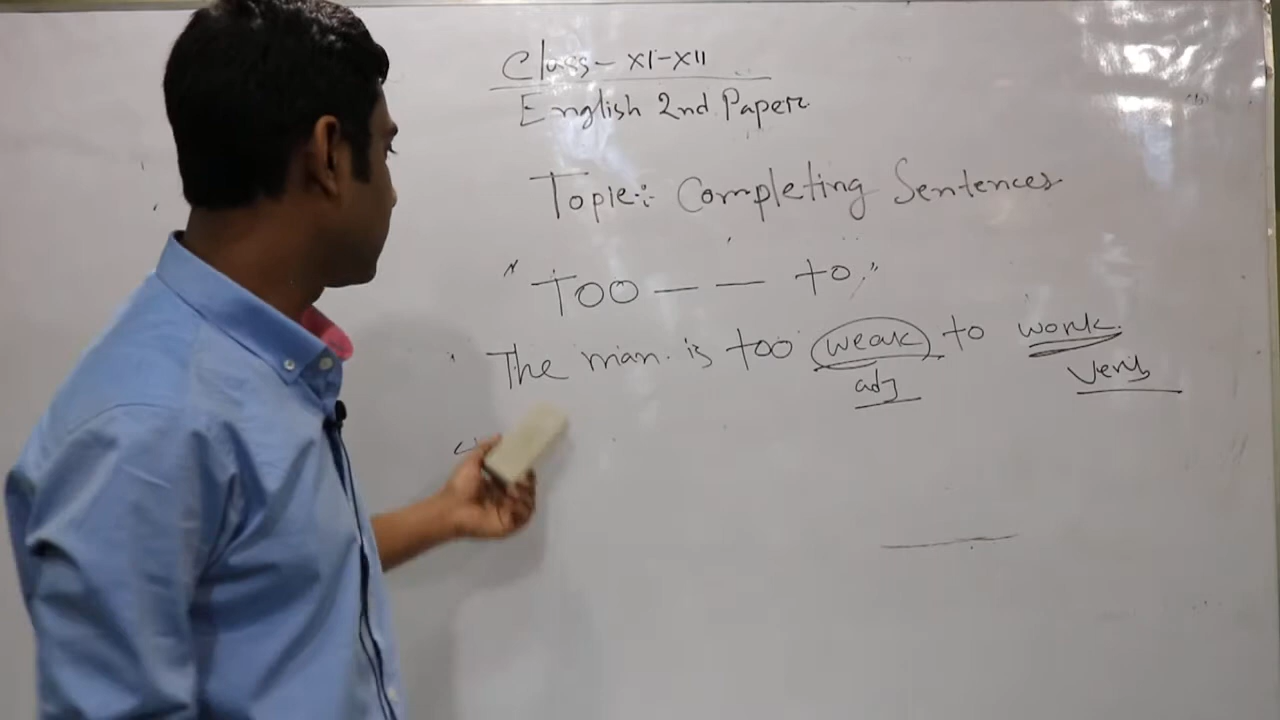 Class - XI-XII
English 2nd Paper
Topic: Completing Sentences
"Too — — to"
The man is too weak to work.
adj
verb